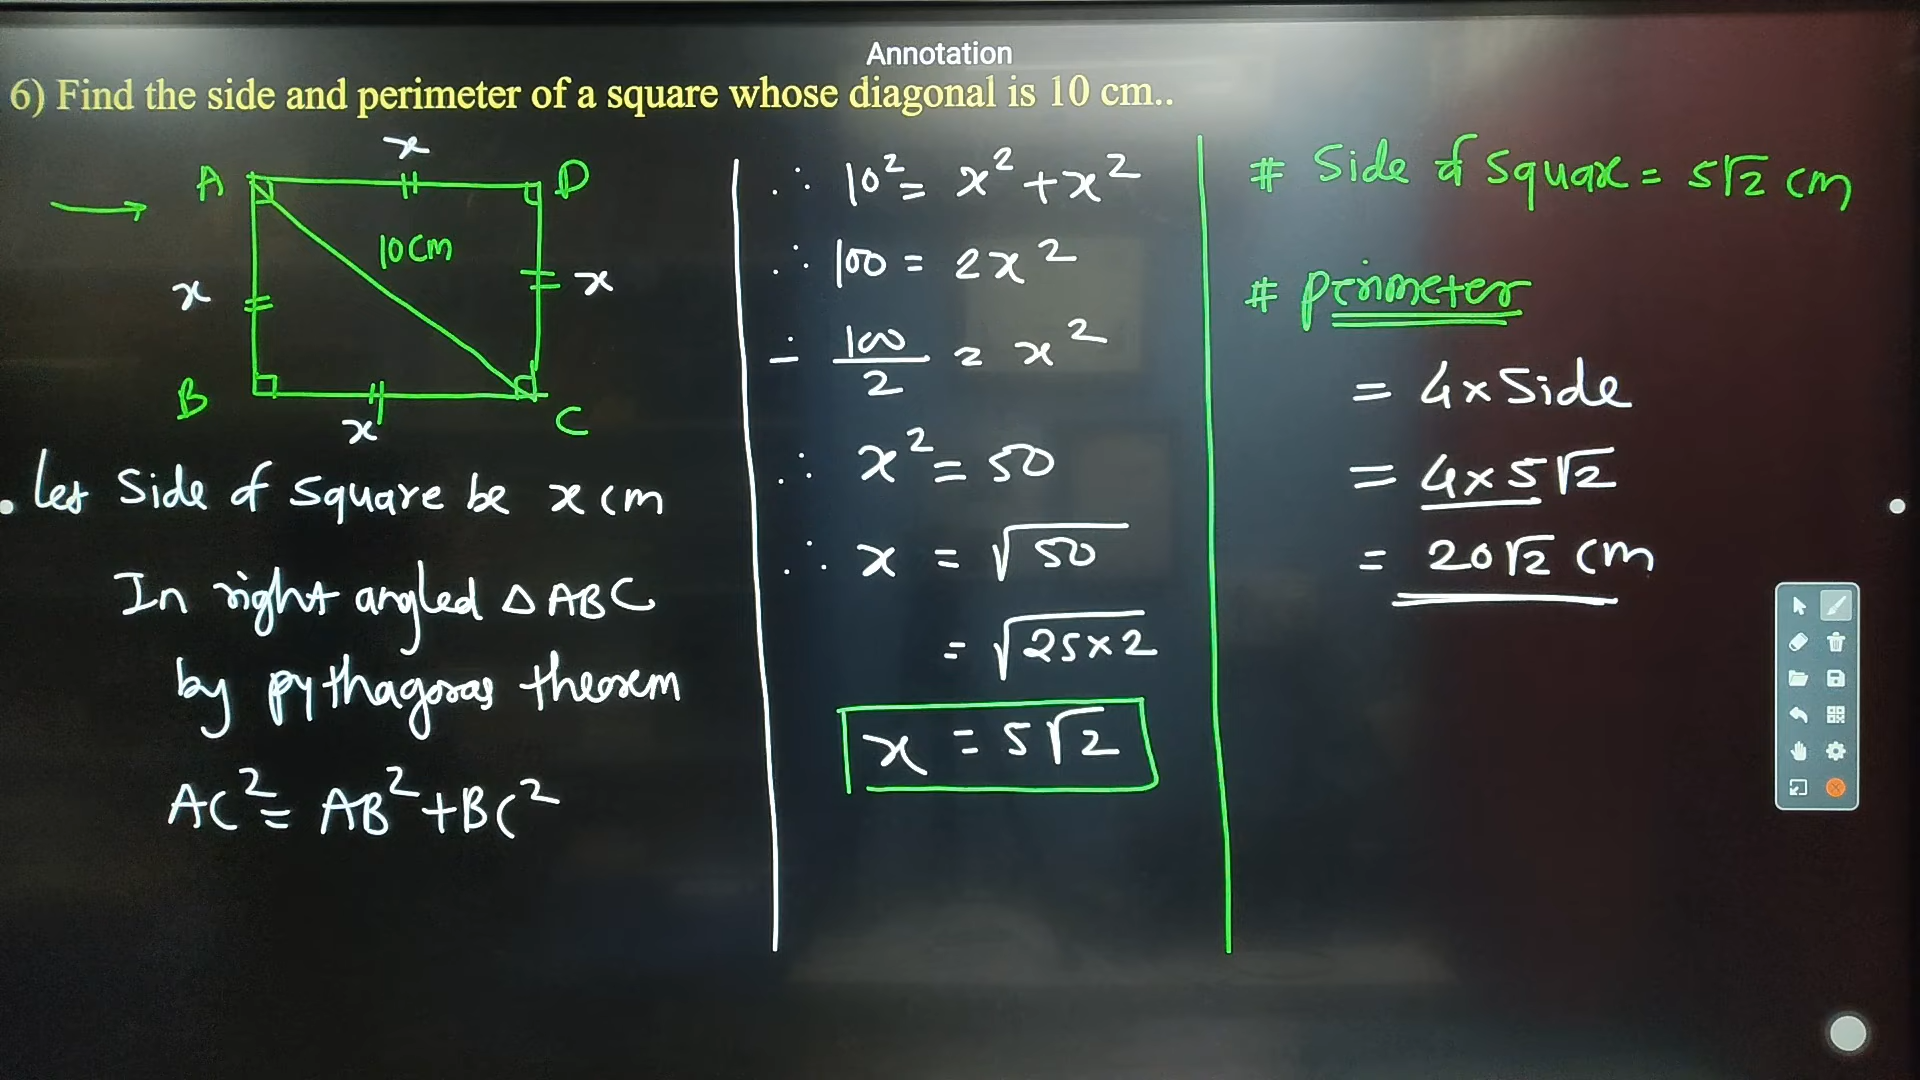 Annotation
6) Find the side and perimeter of a square whose diagonal is 10 cm..
x
A D
10cm
x x
B C
x
. Let Side of square be x cm
In right angled △ ABC
by pythagoras theorem
AC² = AB² + BC²
∴ 10² = x² + x²
∴ 100 = 2x²
∴ 100/2 = x²
∴ x² = 50
∴ x = √50
= √25×2
x = 5√2
# Side of square = 5√2 cm
# perimeter
= 4×Side
= 4×5√2
= 20√2 cm